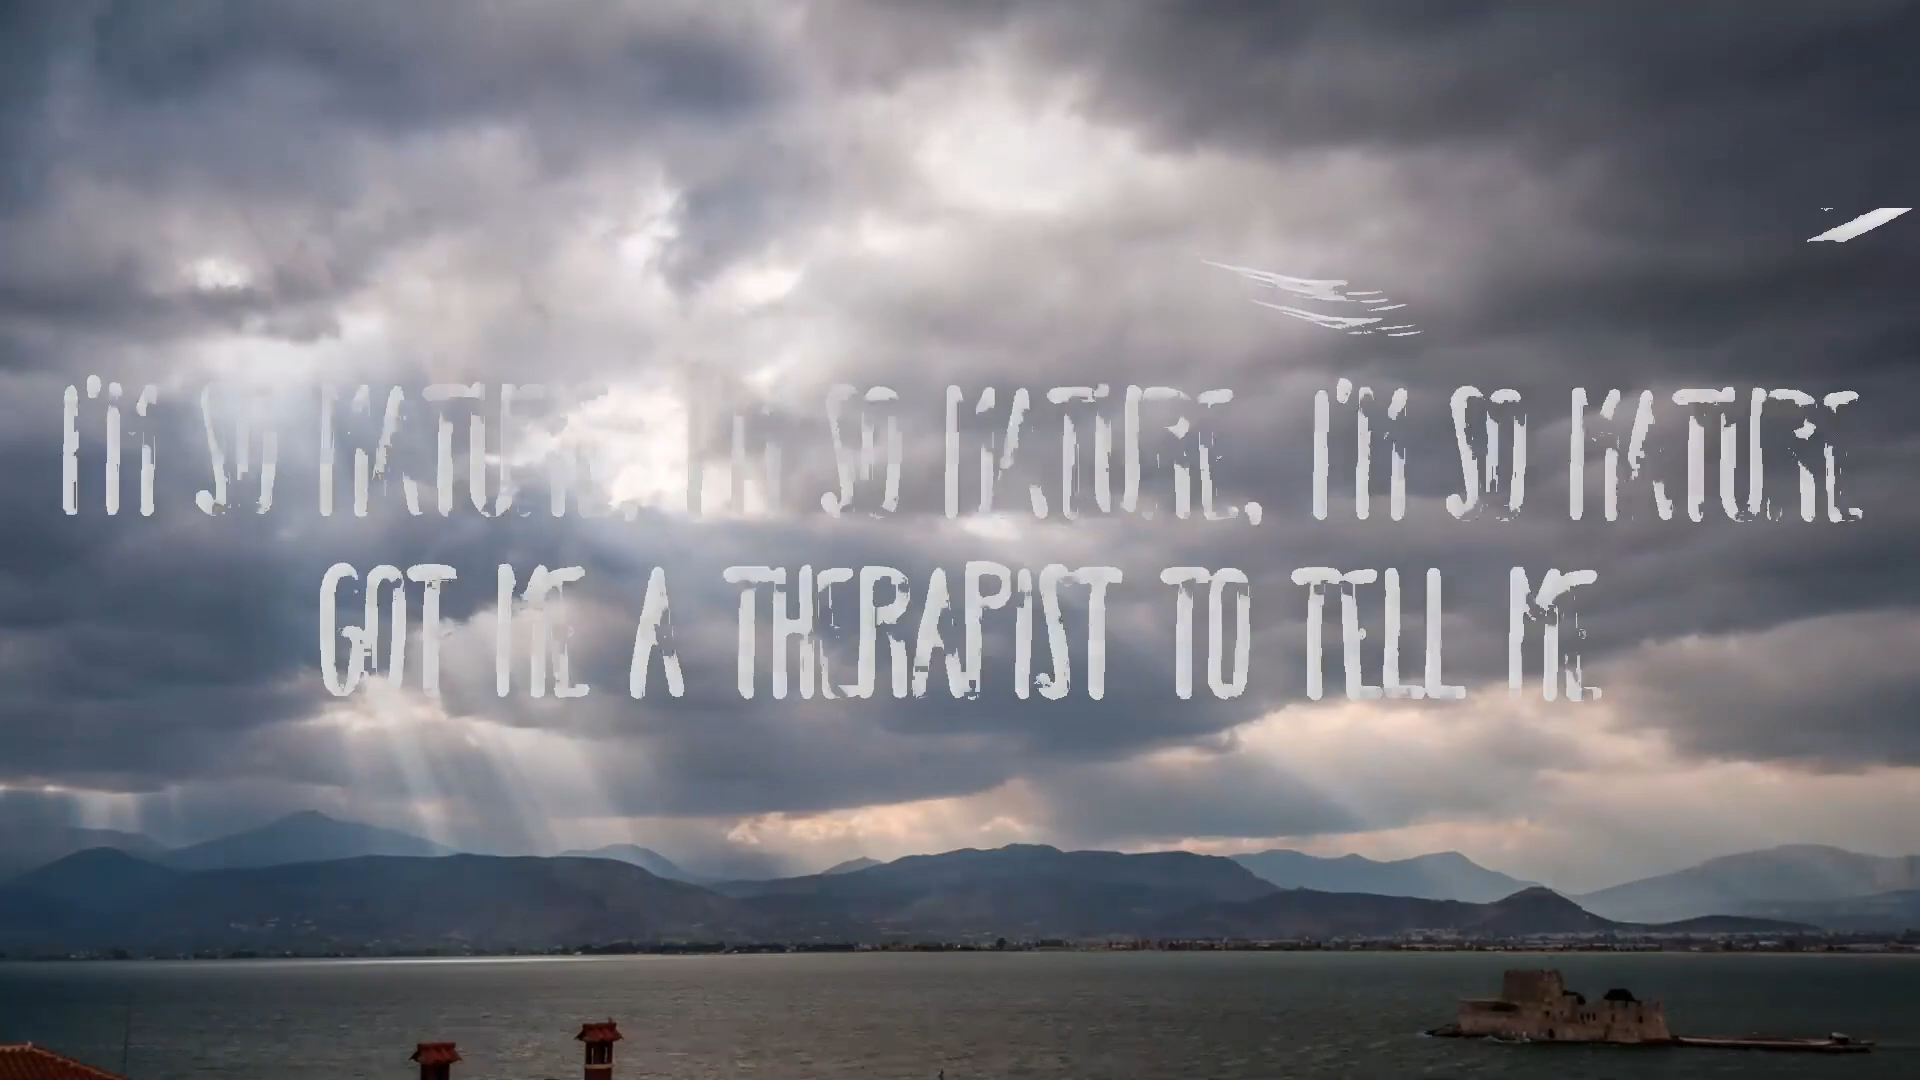 I'M SO MATURE, I'M SO MATURE, I'M SO MATURE
GOT ME A THERAPIST TO TELL ME